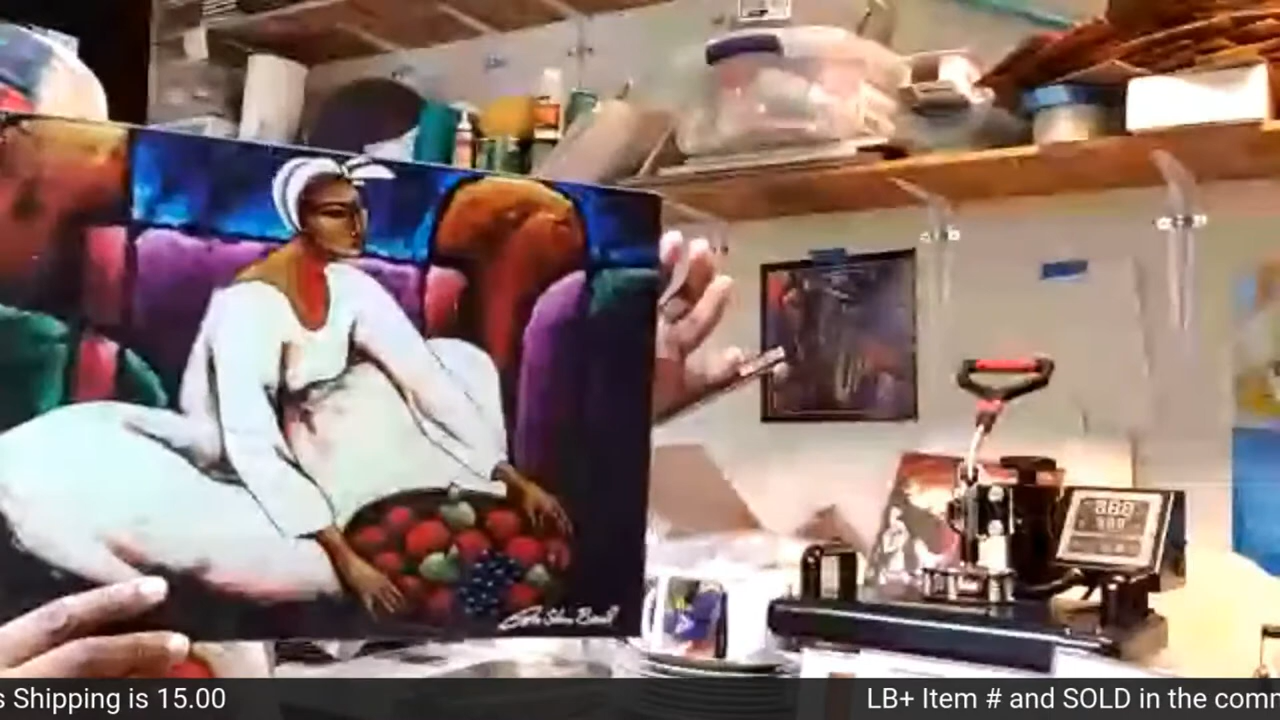 s Shipping is 15.00
LB+ Item # and SOLD in the comm